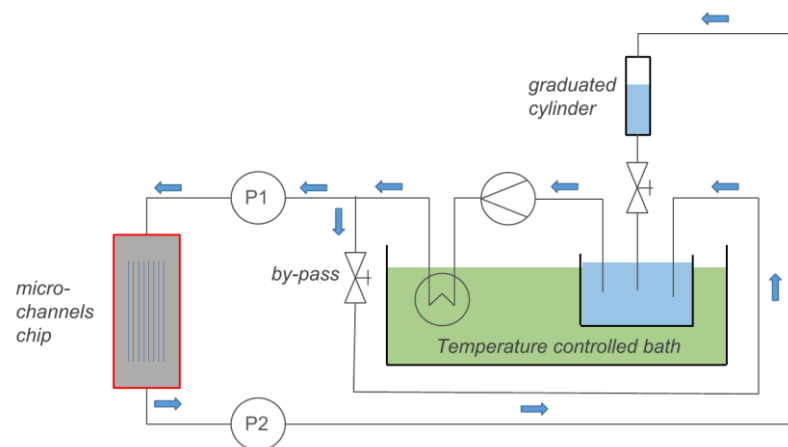 graduated
cylinder
P1
by-pass
micro-
channels
chip
Temperature controlled bath
P2